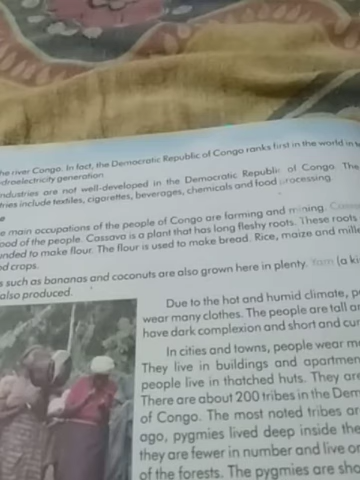 he river Congo. In fact, the Democratic Republic of Congo ranks first in the world in
droelectricity generation.
ndustries are not well-developed in the Democratic Republic of Congo. The
tries include textiles, cigarettes, beverages, chemicals and food processing.
e
e main occupations of the people of Congo are farming and mining.
ood of the people. Cassava is a plant that has long fleshy roots. These roots
unded to make flour. The flour is used to make bread. Rice, maize and mille
d crops.
s such as bananas and coconuts are also grown here in plenty. Yam (a ki
also produced.
Due to the hot and humid climate, p
wear many clothes. The people are tall a
have dark complexion and short and cur
In cities and towns, people wear m
They live in buildings and apartmen
people live in thatched huts. They are
There are about 200 tribes in the Dem
of Congo. The most noted tribes ar
ago, pygmies lived deep inside the
they are fewer in number and live o
of the forests. The pygmies are sho